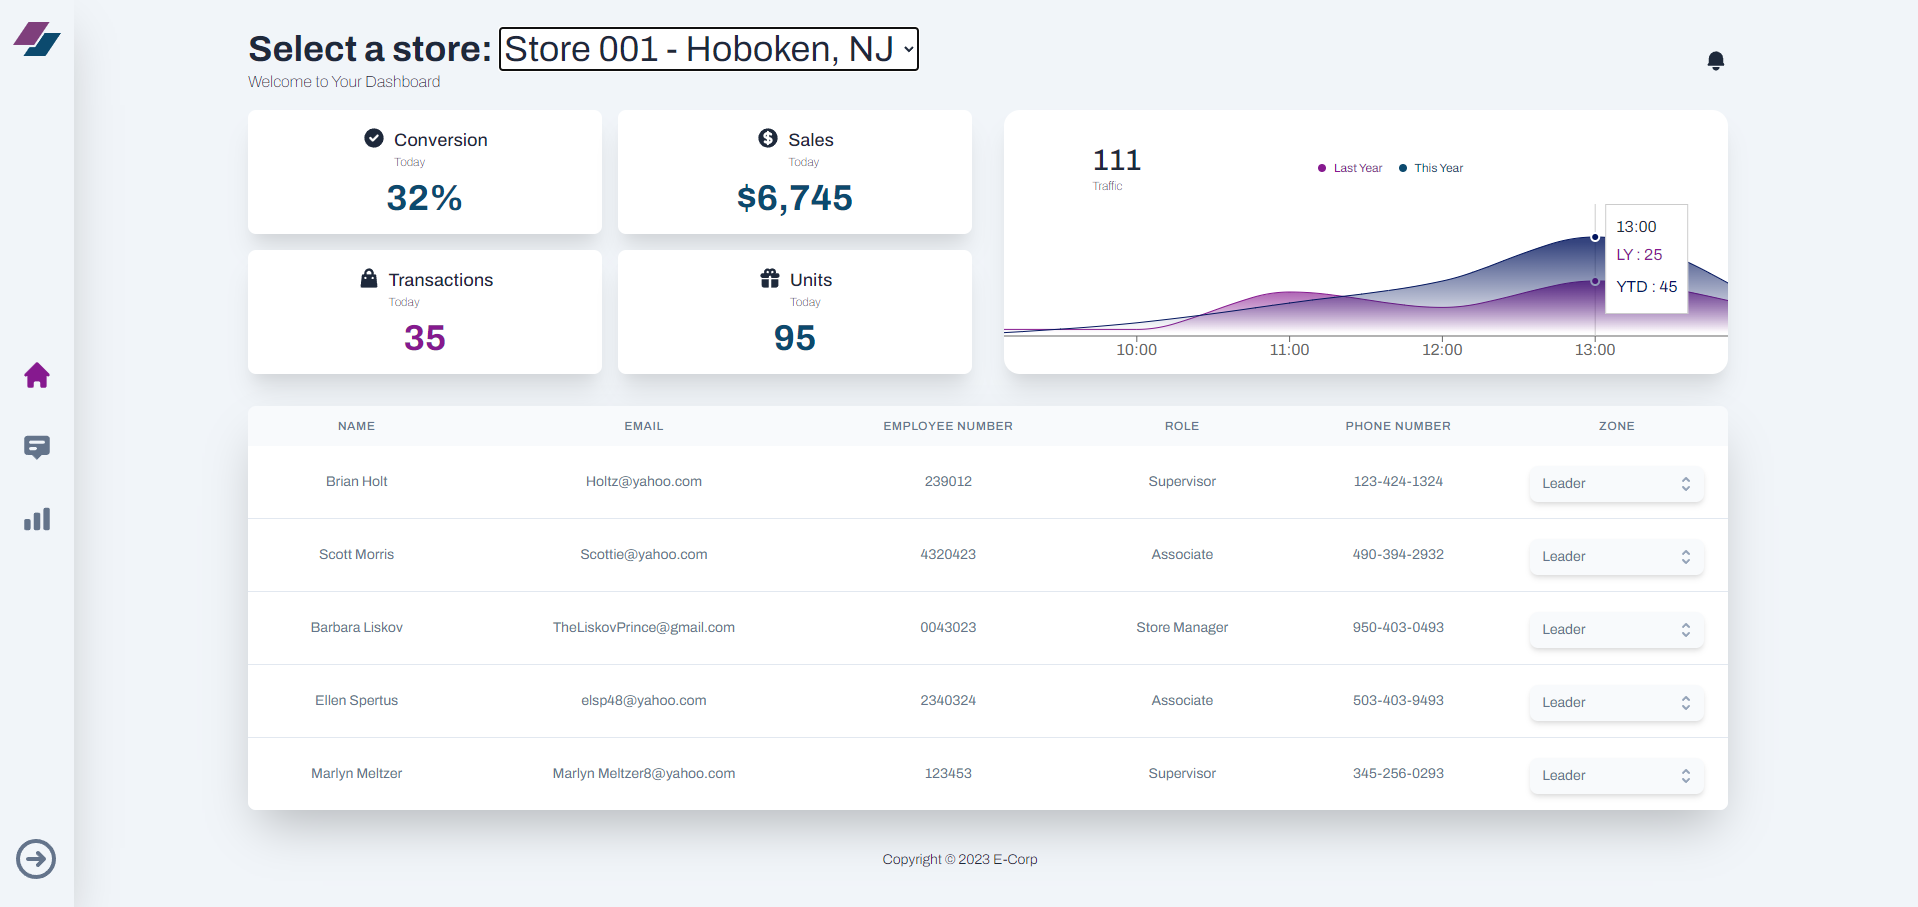 Select a store: Store 001 - Hoboken, NJ
Welcome to Your Dashboard
Conversion
Today
32%
Sales
Today
$6,745
Transactions
Today
35
Units
Today
95
111
Traffic
Last Year This Year
13:00
LY : 25
YTD : 45
10:00 11:00 12:00 13:00
NAME EMAIL EMPLOYEE NUMBER ROLE PHONE NUMBER ZONE
Brian Holt Holtz@yahoo.com 239012 Supervisor 123-424-1324 Leader
Scott Morris Scottie@yahoo.com 4320423 Associate 490-394-2932 Leader
Barbara Liskov TheLiskovPrince@gmail.com 0043023 Store Manager 950-403-0493 Leader
Ellen Spertus elsp48@yahoo.com 2340324 Associate 503-403-9493 Leader
Marlyn Meltzer Marlyn Meltzer8@yahoo.com 123453 Supervisor 345-256-0293 Leader
Copyright © 2023 E-Corp